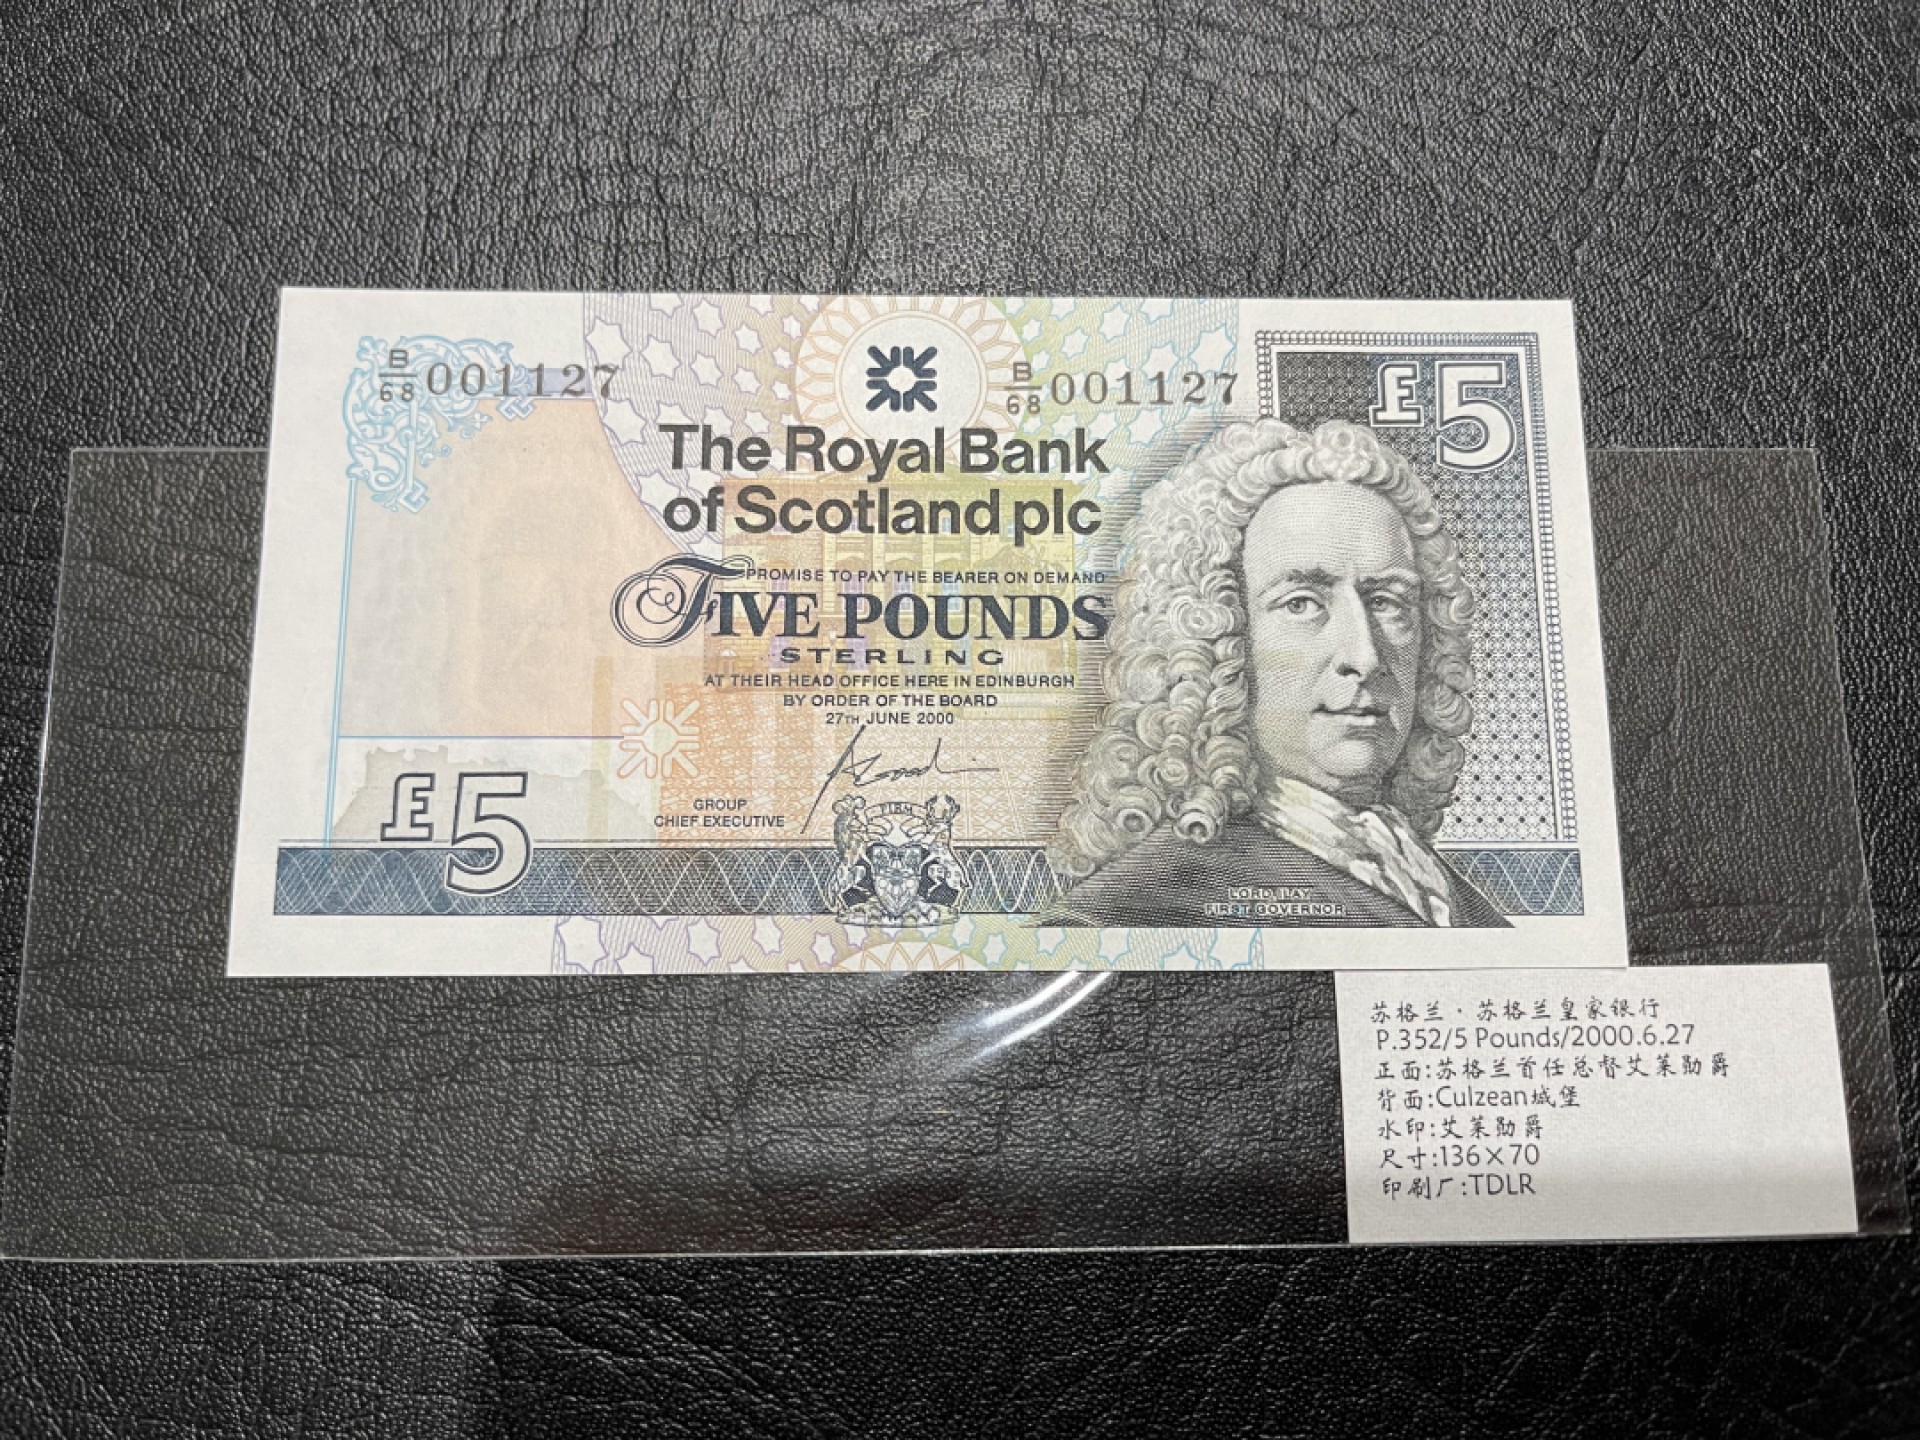 B/68 001127
B/68 001127
£5
The Royal Bank
of Scotland plc
PROMISE TO PAY THE BEARER ON DEMAND
FIVE POUNDS
STERLING
AT THEIR HEAD OFFICE HERE IN EDINBURGH
BY ORDER OF THE BOARD
27TH JUNE 2000
GROUP
CHIEF EXECUTIVE
£5
LORD ILAY
FIRST GOVERNOR
苏格兰·苏格兰皇家银行
P.352/5 Pounds/2000.6.27
正面:苏格兰首任总督艾莱勋爵
背面:Culzean城堡
水印:艾莱勋爵
尺寸:136×70
印刷厂:TDLR